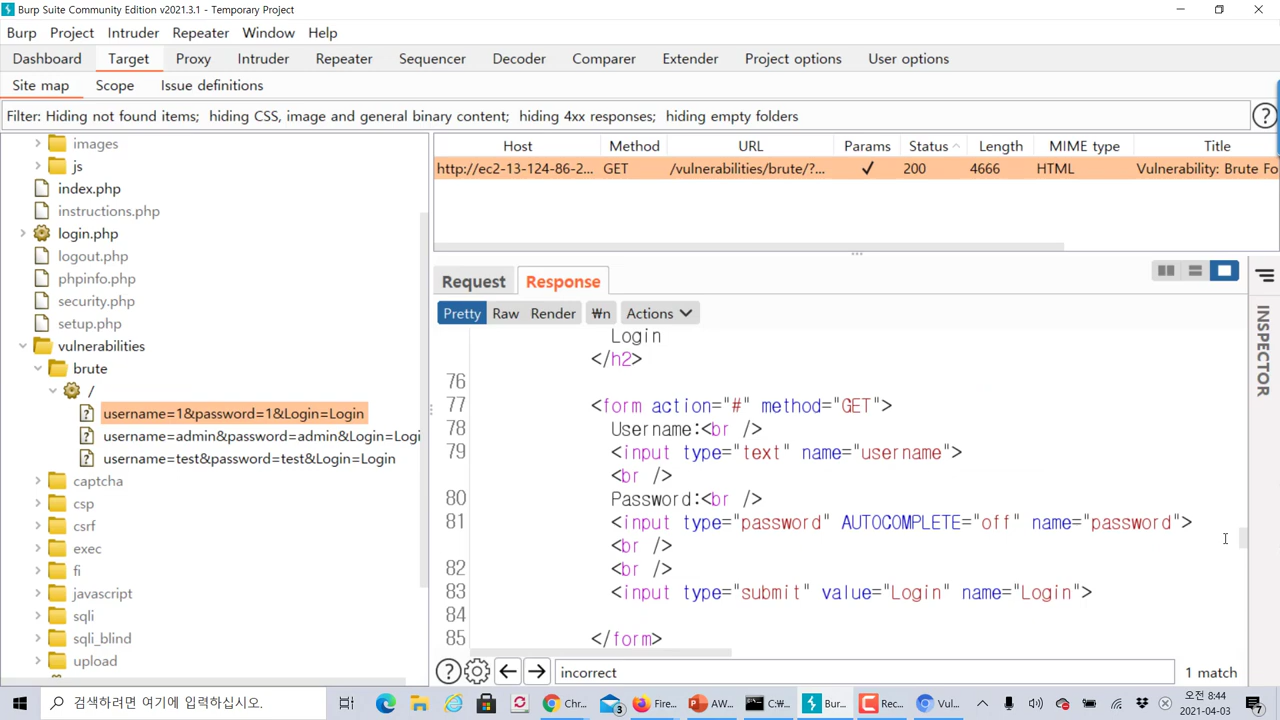 Burp Suite Community Edition v2021.3.1 - Temporary Project
Burp Project Intruder Repeater Window Help
Dashboard Target Proxy Intruder Repeater Sequencer Decoder Comparer Extender Project options User options
Site map Scope Issue definitions
Filter: Hiding not found items; hiding CSS, image and general binary content; hiding 4xx responses; hiding empty folders
images
js
index.php
instructions.php
login.php
logout.php
phpinfo.php
security.php
setup.php
vulnerabilities
brute
/
username=1&password=1&Login=Login
username=admin&password=admin&Login=Logi
username=test&password=test&Login=Login
captcha
csp
csrf
exec
fi
javascript
sqli
sqli_blind
upload
Host Method URL Params Status Length MIME type Title
http://ec2-13-124-86-2... GET /vulnerabilities/brute/?... ✓ 200 4666 HTML Vulnerability: Brute Fo
Request Response
Pretty Raw Render ₩n Actions
INSPECTOR
Login
</h2>
76
77 <form action="#" method="GET">
78 Username:<br />
79 <input type="text" name="username">
<br />
80 Password:<br />
81 <input type="password" AUTOCOMPLETE="off" name="password">
<br />
82 <br />
83 <input type="submit" value="Login" name="Login">
84
85 </form>
incorrect 1 match
검색하려면 여기에 입력하십시오.
3 Chr... Fire... AW... C:₩... Bur... Rec... Vul... 오전 8:44
2021-04-03 7